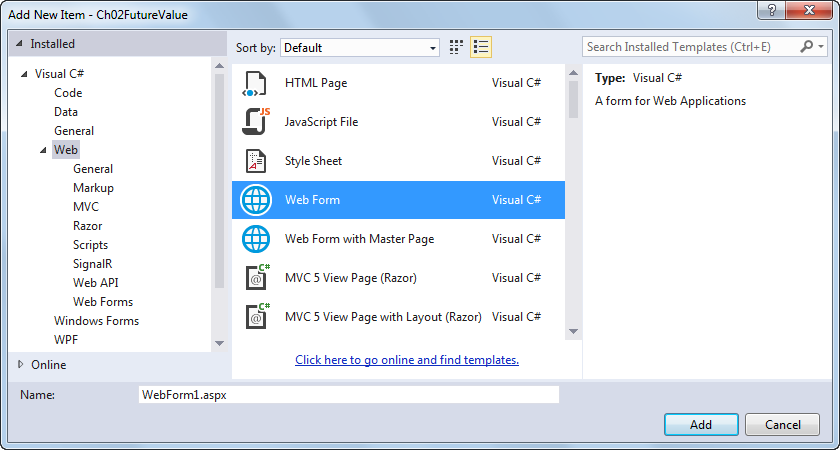 Add New Item - Ch02FutureValue
?
Installed
Sort by: Default
Search Installed Templates (Ctrl+E)
Visual C#
Code
Data
General
Web
General
Markup
MVC
Razor
Scripts
SignalR
Web API
Web Forms
Windows Forms
WPF
Online
HTML Page Visual C#
JavaScript File Visual C#
Style Sheet Visual C#
Web Form Visual C#
Web Form with Master Page Visual C#
MVC 5 View Page (Razor) Visual C#
MVC 5 View Page with Layout (Razor) Visual C#
Click here to go online and find templates.
Type: Visual C#
A form for Web Applications
Name: WebForm1.aspx
Add Cancel